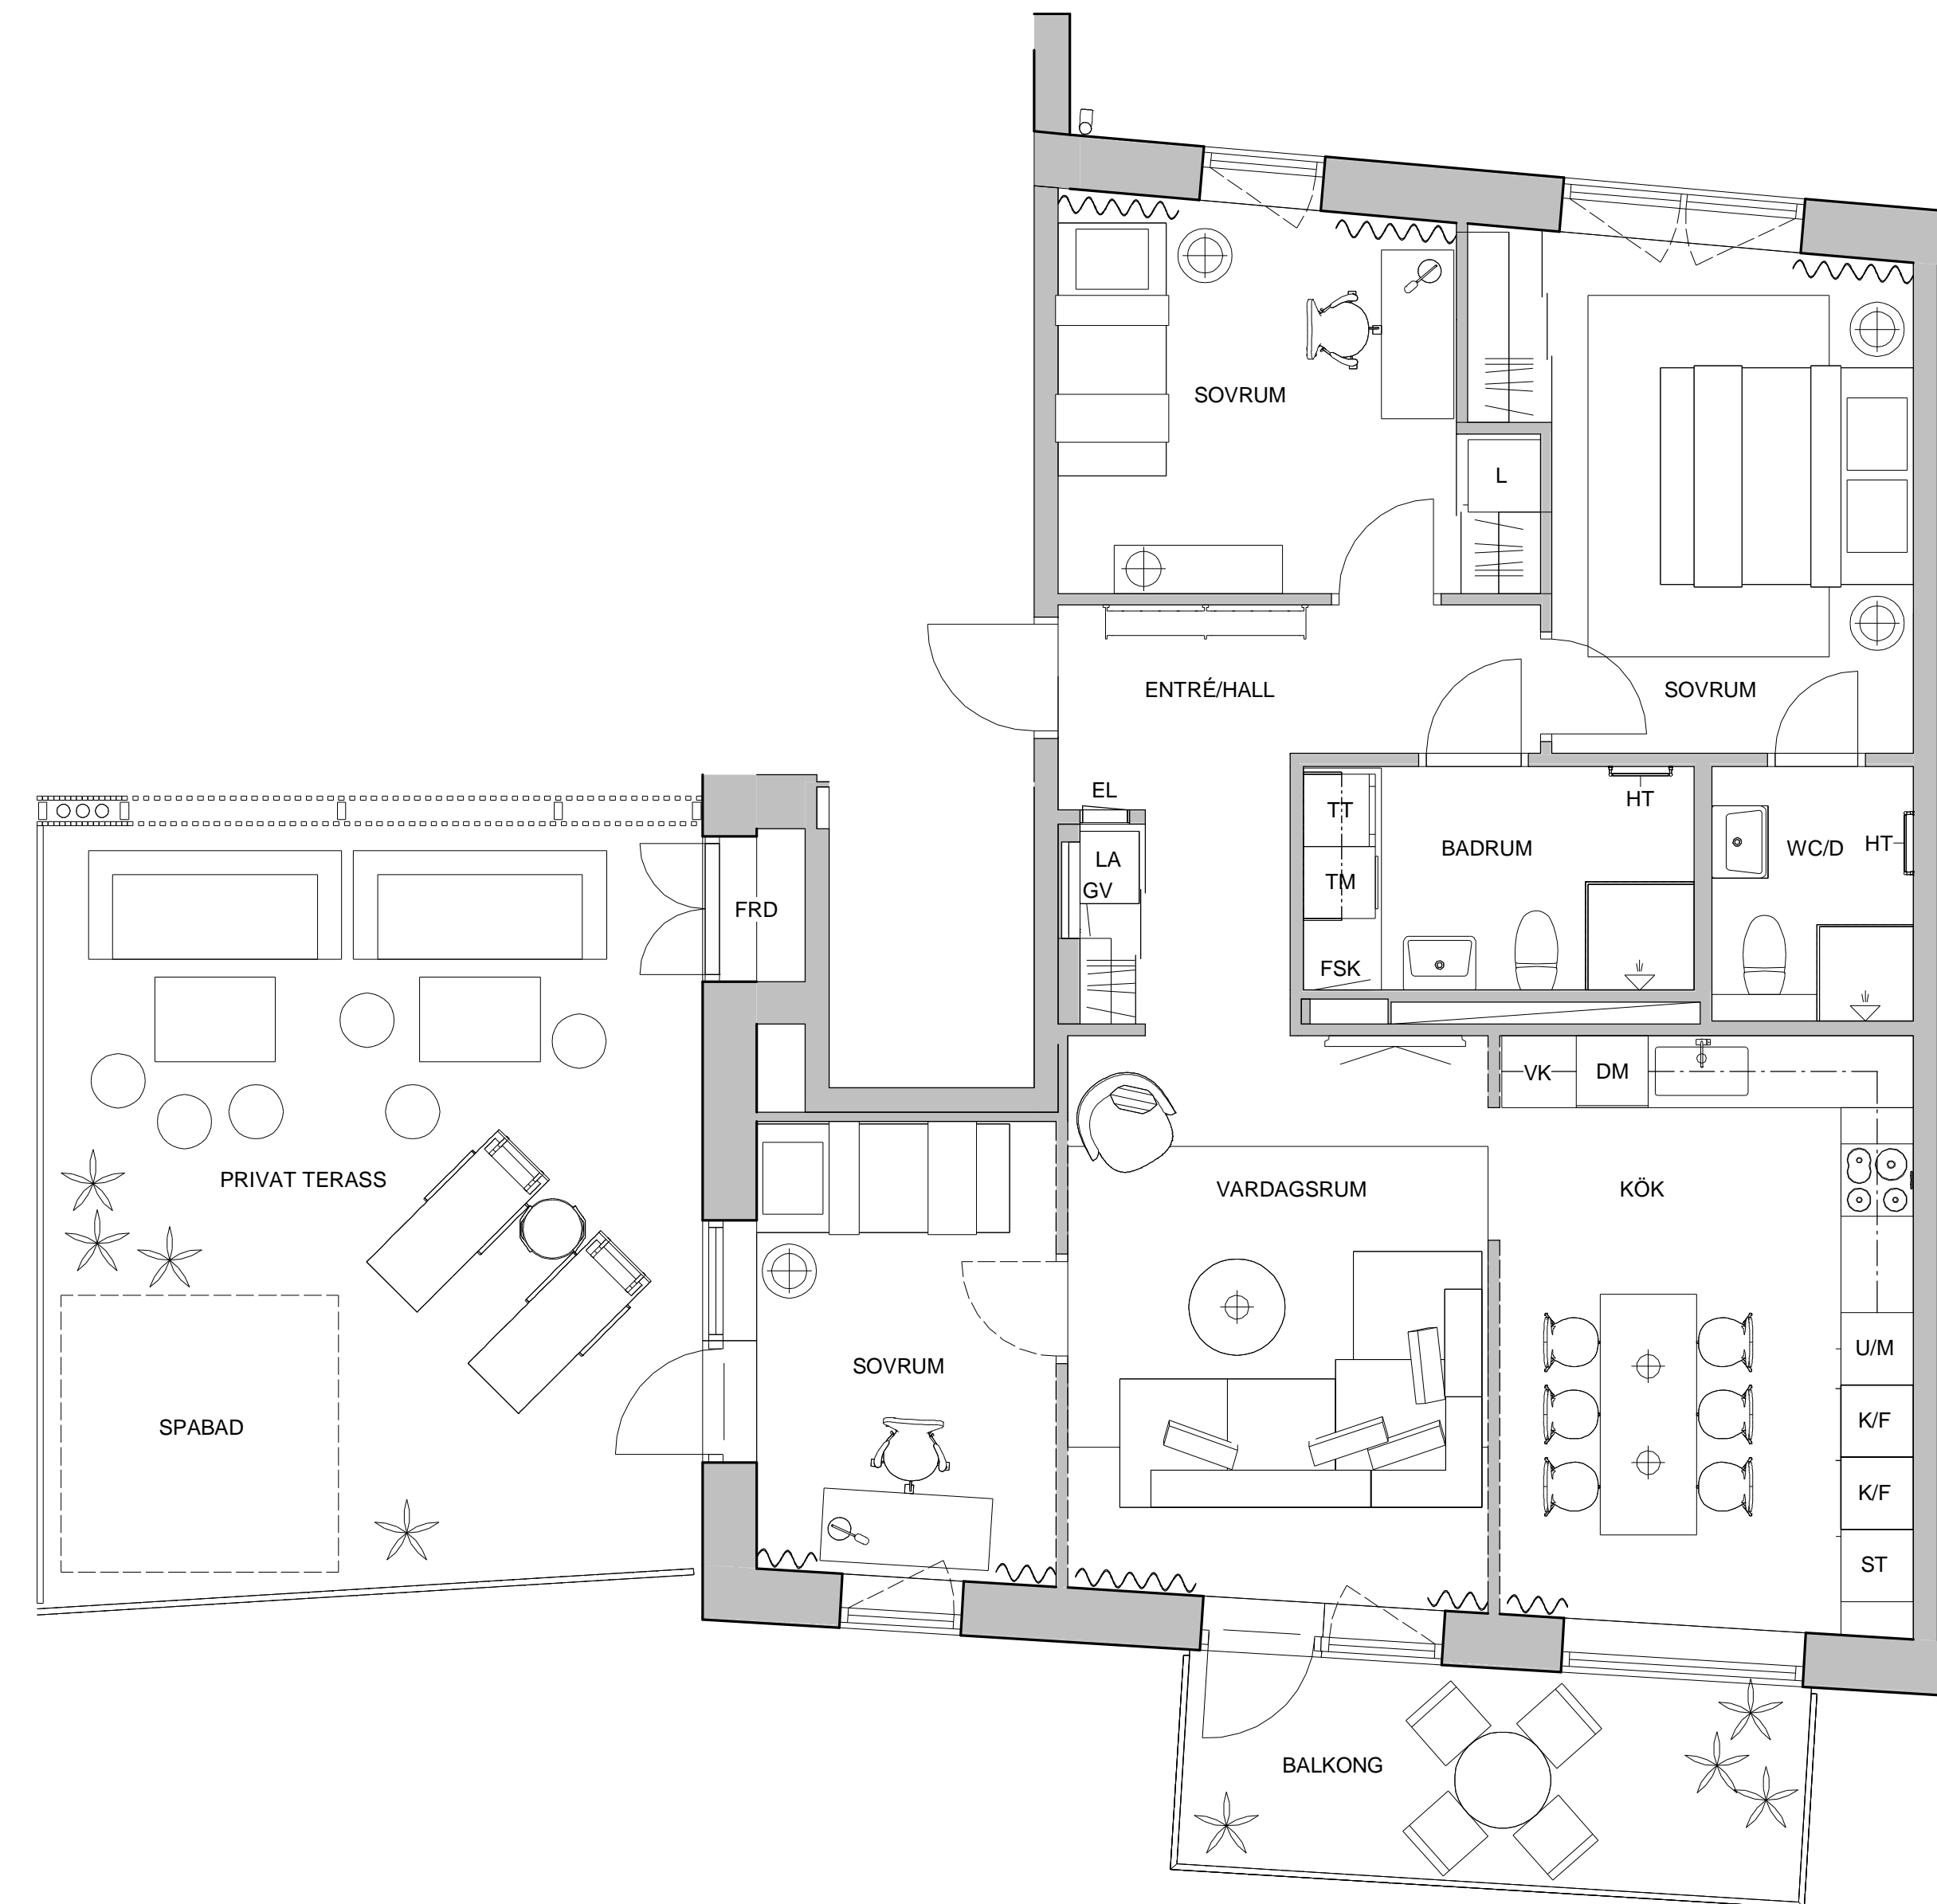 SOVRUM
L
ENTRÉ/HALL
SOVRUM
EL
LA
GV
TT
TM
FSK
BADRUM
HT
WC/D
HT
FRD
PRIVAT TERASS
SPABAD
SOVRUM
VARDAGSRUM
VK
DM
KÖK
U/M
K/F
K/F
ST
BALKONG